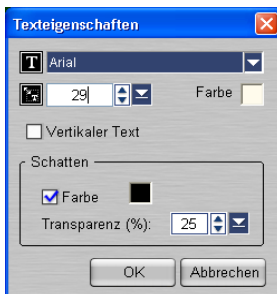 Texteigenschaften
T Arial
29 Farbe
Vertikaler Text
Schatten
Farbe
Transparenz (%): 25
OK Abbrechen